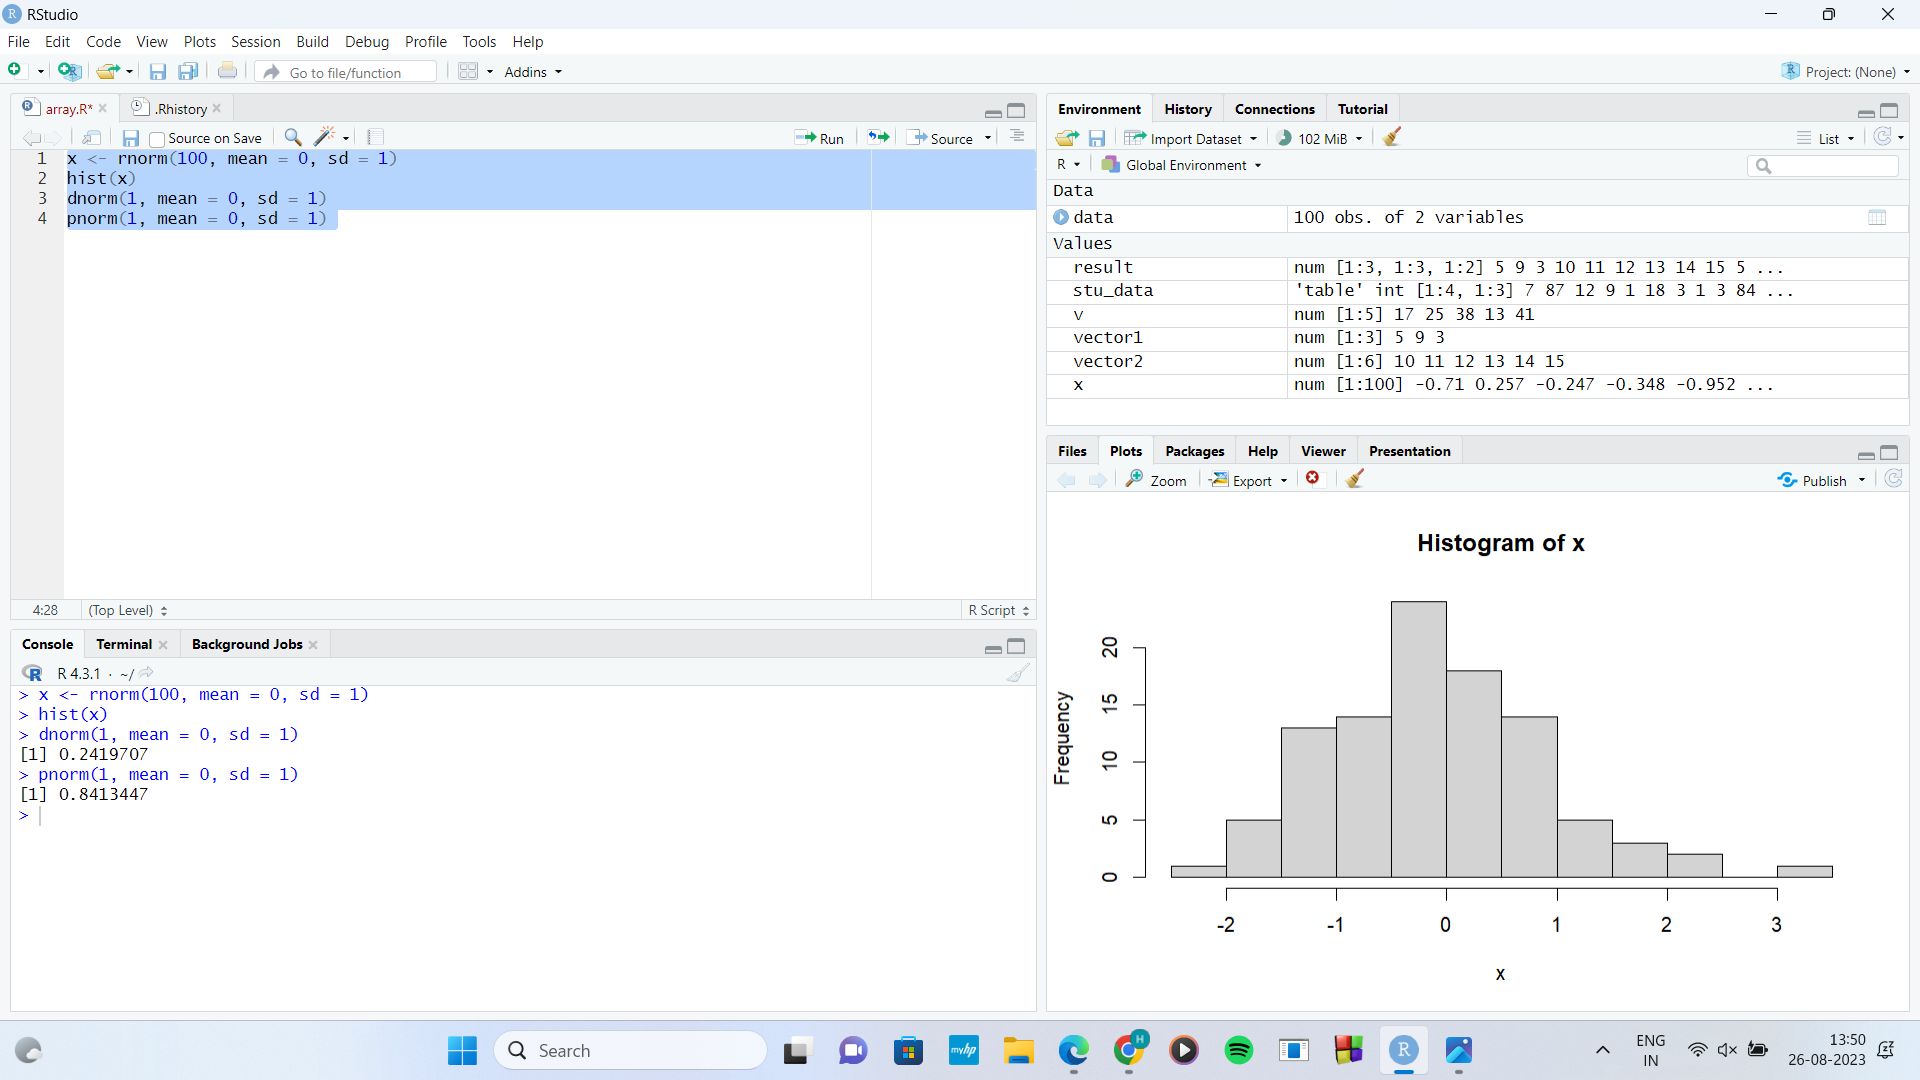 RStudio
File Edit Code View Plots Session Build Debug Profile Tools Help
Go to file/function Addins Project: (None)
array.R* .Rhistory
Source on Save Run Source
1 x <- rnorm(100, mean = 0, sd = 1)
2 hist(x)
3 dnorm(1, mean = 0, sd = 1)
4 pnorm(1, mean = 0, sd = 1)
4:28 (Top Level) R Script
Console Terminal Background Jobs
R 4.3.1 · ~/
> x <- rnorm(100, mean = 0, sd = 1)
> hist(x)
> dnorm(1, mean = 0, sd = 1)
[1] 0.2419707
> pnorm(1, mean = 0, sd = 1)
[1] 0.8413447
>
Environment History Connections Tutorial
Import Dataset 102 MiB List
R Global Environment
Data
data 100 obs. of 2 variables
Values
result num [1:3, 1:3, 1:2] 5 9 3 10 11 12 13 14 15 5 ...
stu_data 'table' int [1:4, 1:3] 7 87 12 9 1 18 3 1 3 84 ...
v num [1:5] 17 25 38 13 41
vector1 num [1:3] 5 9 3
vector2 num [1:6] 10 11 12 13 14 15
x num [1:100] -0.71 0.257 -0.247 -0.348 -0.952 ...
Files Plots Packages Help Viewer Presentation
Zoom Export Publish
Histogram of x
Frequency
20
15
10
5
0
-2 -1 0 1 2 3
x
Search
myhp
H
R
ENG
IN
13:50
26-08-2023